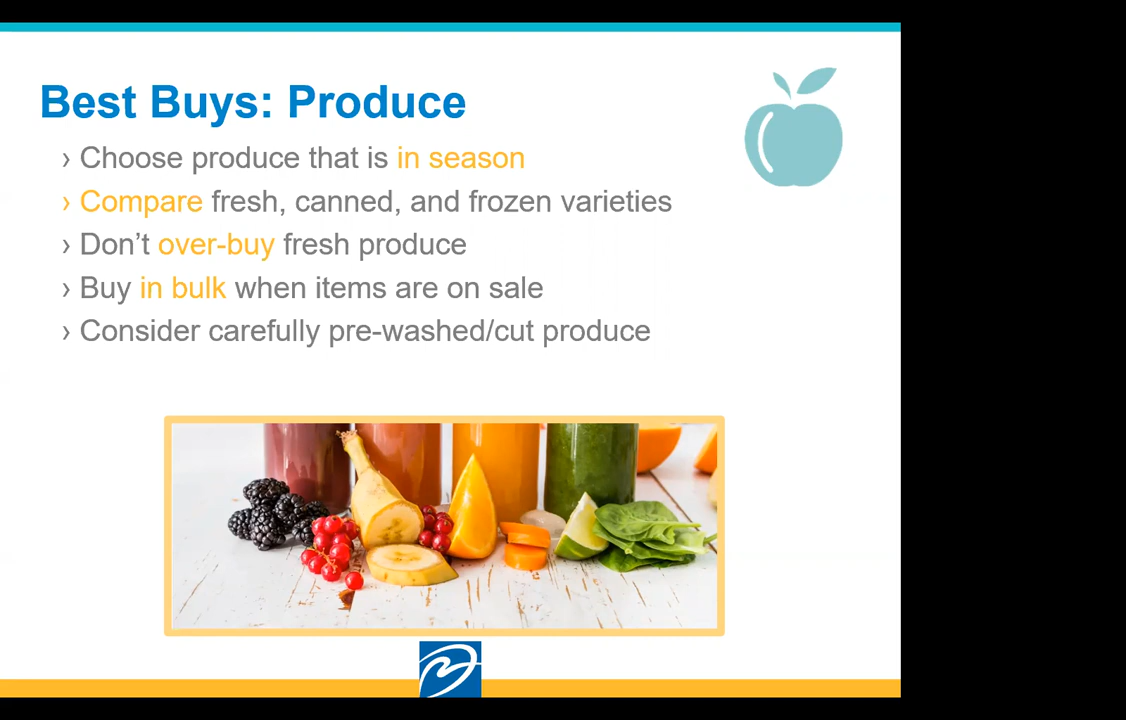 Best Buys: Produce
› Choose produce that is in season
› Compare fresh, canned, and frozen varieties
› Don’t over-buy fresh produce
› Buy in bulk when items are on sale
› Consider carefully pre-washed/cut produce